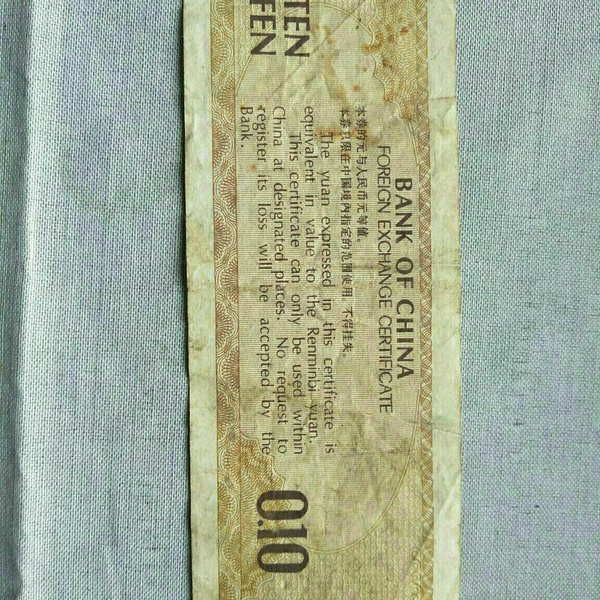 BANK OF CHINA
FOREIGN EXCHANGE CERTIFICATE
本券的元与人民币元等值。
本券只限在中国境内指定的范围使用，不得挂失。
The yuan expressed in this certificate is
equivalent in value to the Renminbi yuan.
This certificate can only be used within
China at designated places. No request to
register its loss will be accepted by the
Bank.
TEN
FEN
0.10